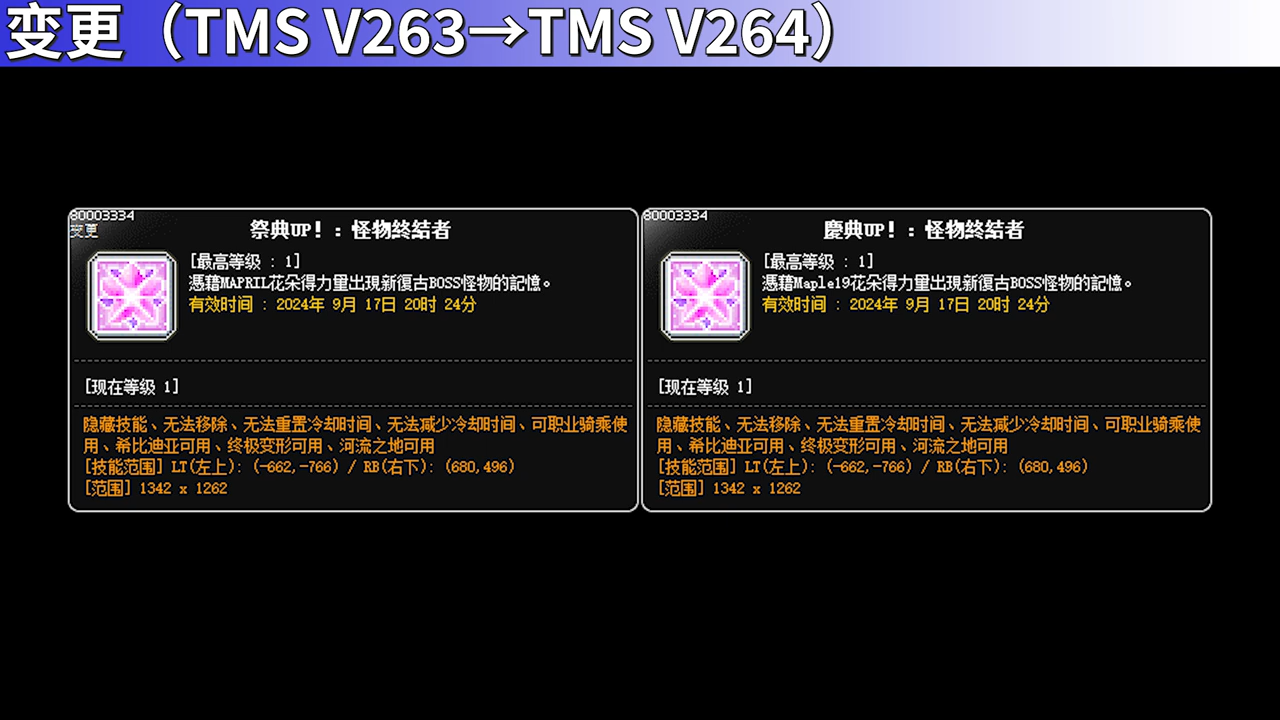 变更（TMS V263→TMS V264）
80003334
变更
祭典UP! : 怪物終結者
[最高等级 : 1]
憑藉MAPRIL花朵得力量出現新復古BOSS怪物的記憶。
有效时间 : 2024年 9月 17日 20时 24分
[现在等级 1]
隐藏技能、无法移除、无法重置冷却时间、无法减少冷却时间、可职业骑乘使
用、希比迪亚可用、终极变形可用、河流之地可用
[技能范围] LT(左上): (-662,-766) / RB(右下): (680,496)
[范围] 1342 x 1262
80003334
慶典UP! : 怪物終結者
[最高等级 : 1]
憑藉Maple19花朵得力量出現新復古BOSS怪物的記憶。
有效时间 : 2024年 9月 17日 20时 24分
[现在等级 1]
隐藏技能、无法移除、无法重置冷却时间、无法减少冷却时间、可职业骑乘使
用、希比迪亚可用、终极变形可用、河流之地可用
[技能范围] LT(左上): (-662,-766) / RB(右下): (680,496)
[范围] 1342 x 1262